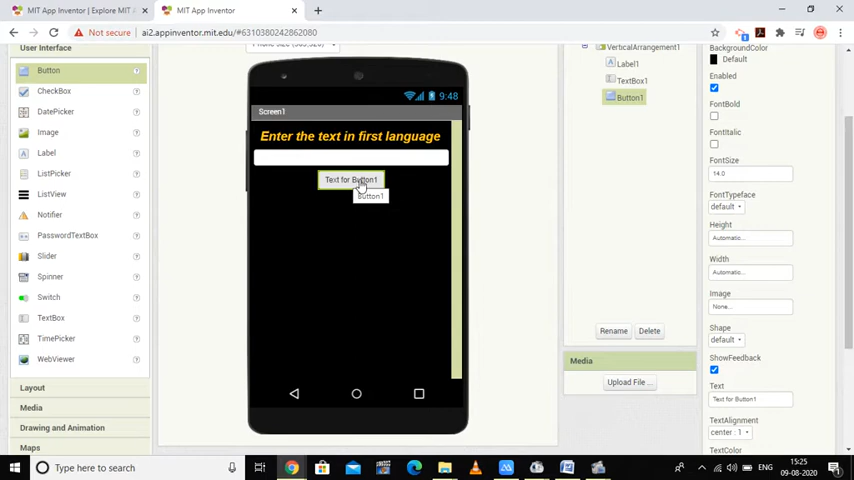 MIT App Inventor | Explore MIT A
MIT App Inventor
Not secure | ai2.appinventor.mit.edu/#6310380242863080
User Interface
Button
CheckBox
DatePicker
Image
Label
ListPicker
ListView
Notifier
PasswordTextBox
Slider
Spinner
Switch
TextBox
TimePicker
WebViewer
Layout
Media
Drawing and Animation
Maps
9:48
Screen1
Enter the text in first language
Text for Button1
Button1
VerticalArrangement1
Label1
TextBox1
Button1
Rename
Delete
Media
Upload File ...
BackgroundColor
Default
Enabled
FontBold
FontItalic
FontSize
14.0
FontTypeface
default
Height
Automatic...
Width
Automatic...
Image
None...
Shape
default
ShowFeedback
Text
Text for Button1
TextAlignment
center : 1
TextColor
Type here to search
ENG
15:25
09-08-2020